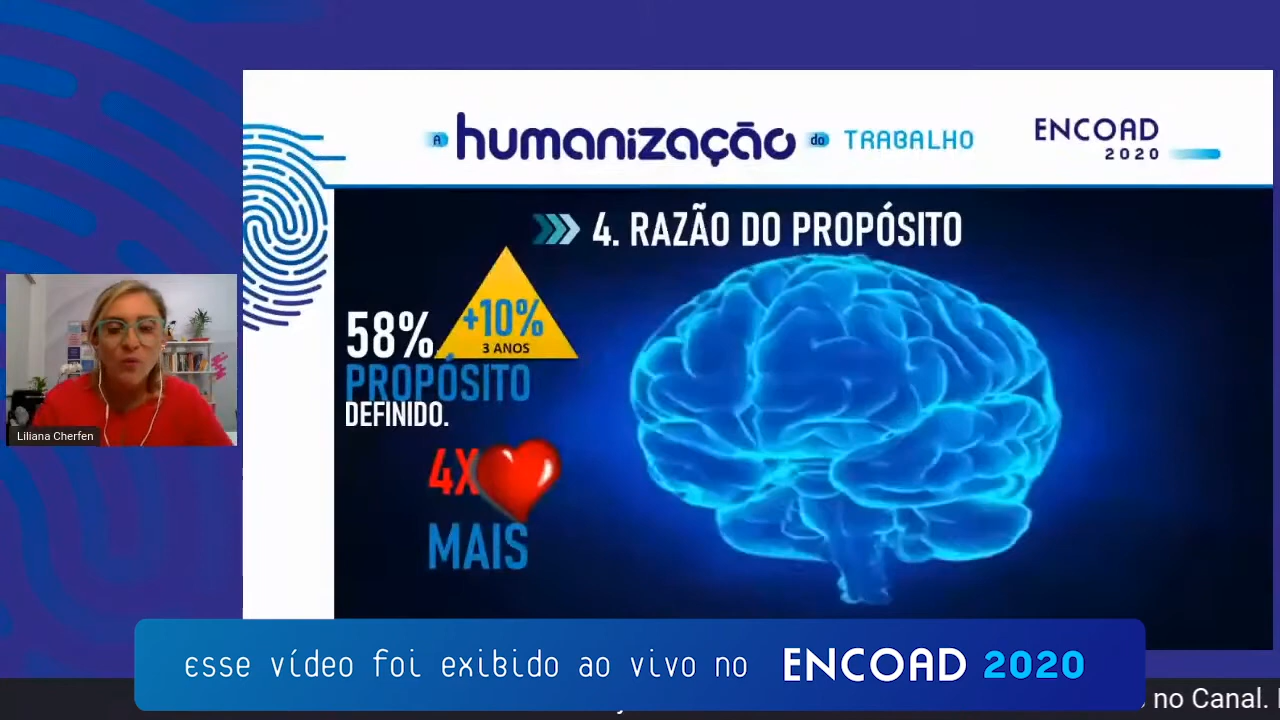 A humanização do TRABALHO
ENCOAD
2020
4. RAZÃO DO PROPÓSITO
+10%
3 ANOS
58%
PROPÓSITO
DEFINIDO.
4X
MAIS
Liliana Cherfen
esse vídeo foi exibido ao vivo no ENCOAD 2020
no Canal.